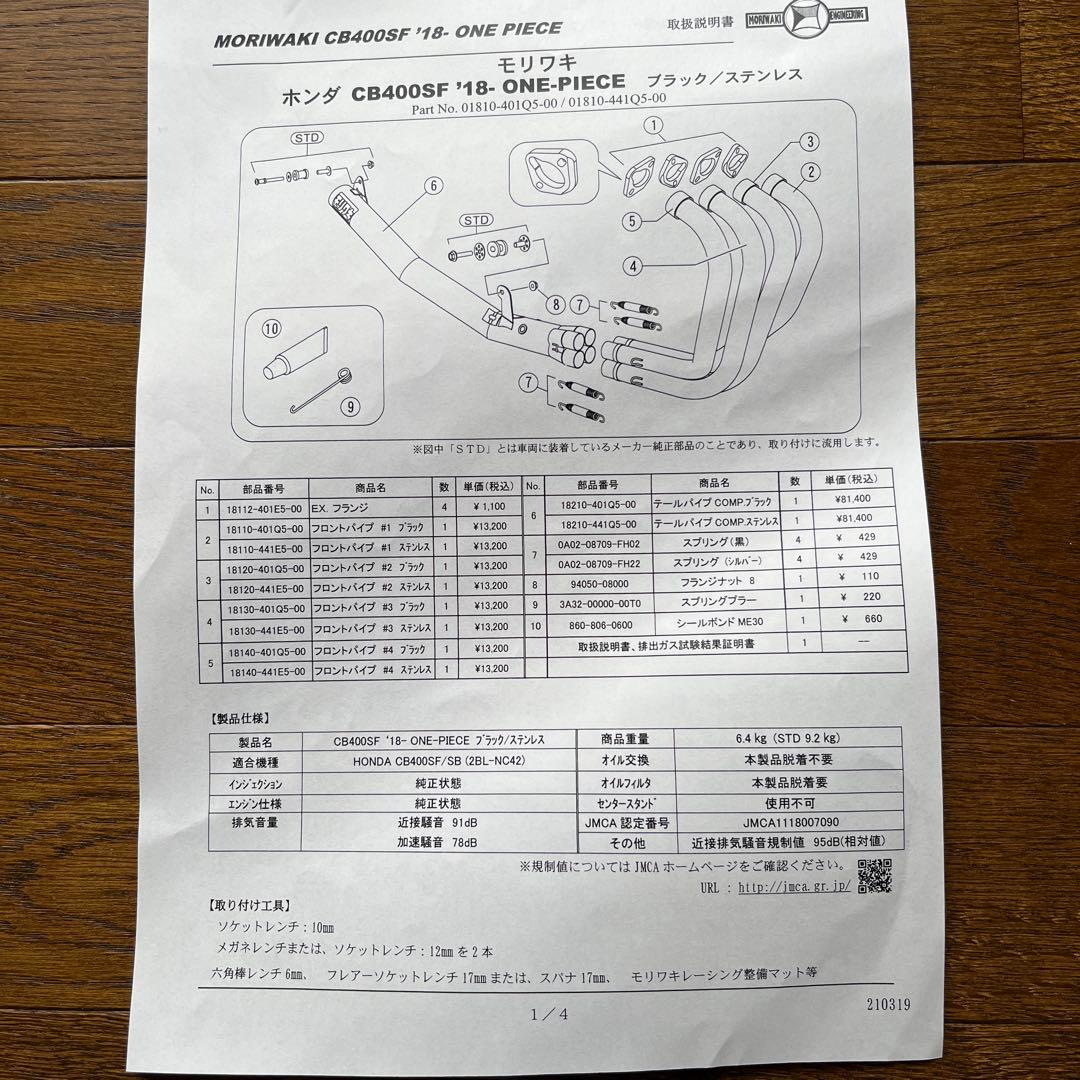 MORIWAKI CB400SF '18- ONE PIECE
取扱説明書
MORIWAKI ENGINEERING
モリワキ
ホンダ CB400SF '18- ONE-PIECE ブラック／ステンレス
Part No. 01810-401Q5-00 / 01810-441Q5-00
STD
1
3
2
6
5
STD
4
8
7
10
7
9
※図中「ＳＴＤ」とは車両に装着しているメーカー純正部品のことであり、取り付けに流用します。
No. 部品番号 商品名 数 単価(税込) No. 部品番号 商品名 数 単価(税込)
1 18112-401E5-00 EX. フランジ 4 ¥ 1,100
2 18110-401Q5-00 フロントパイプ #1 ブラック 1 ¥13,200
18110-441E5-00 フロントパイプ #1 ステンレス 1 ¥13,200
3 18120-401Q5-00 フロントパイプ #2 ブラック 1 ¥13,200
18120-441E5-00 フロントパイプ #2 ステンレス 1 ¥13,200
4 18130-401Q5-00 フロントパイプ #3 ブラック 1 ¥13,200
18130-441E5-00 フロントパイプ #3 ステンレス 1 ¥13,200
5 18140-401Q5-00 フロントパイプ #4 ブラック 1 ¥13,200
18140-441E5-00 フロントパイプ #4 ステンレス 1 ¥13,200
6 18210-401Q5-00 テールパイプ COMP.ブラック 1 ¥81,400
18210-441Q5-00 テールパイプ COMP.ステンレス 1 ¥81,400
7 0A02-08709-FH02 スプリング（黒） 4 ¥ 429
0A02-08709-FH22 スプリング（シルバー） 4 ¥ 429
8 94050-08000 フランジナット 8 1 ¥ 110
9 3A32-00000-00T0 スプリングプラー 1 ¥ 220
10 860-806-0600 シールボンド ME30 1 ¥ 660
取扱説明書、排出ガス試験結果証明書 1 --
【製品仕様】
製品名 CB400SF '18- ONE-PIECE ブラック/ステンレス 商品重量 6.4 kg (STD 9.2 kg)
適合機種 HONDA CB400SF/SB (2BL-NC42) オイル交換 本製品脱着不要
インジェクション 純正状態 オイルフィルタ 本製品脱着要
エンジン仕様 純正状態 センタースタンド 使用不可
排気音量 近接騒音 91dB JMCA 認定番号 JMCA1118007090
加速騒音 78dB その他 近接排気騒音規制値 95dB(相対値)
※規制値については JMCA ホームページをご確認ください。
URL : http://jmca.gr.jp/
【取り付け工具】
ソケットレンチ：10mm
メガネレンチまたは、ソケットレンチ：12mm を 2 本
六角棒レンチ 6mm、 フレアーソケットレンチ 17mm または、スパナ 17mm、 モリワキレーシング整備マット等
1／4
210319